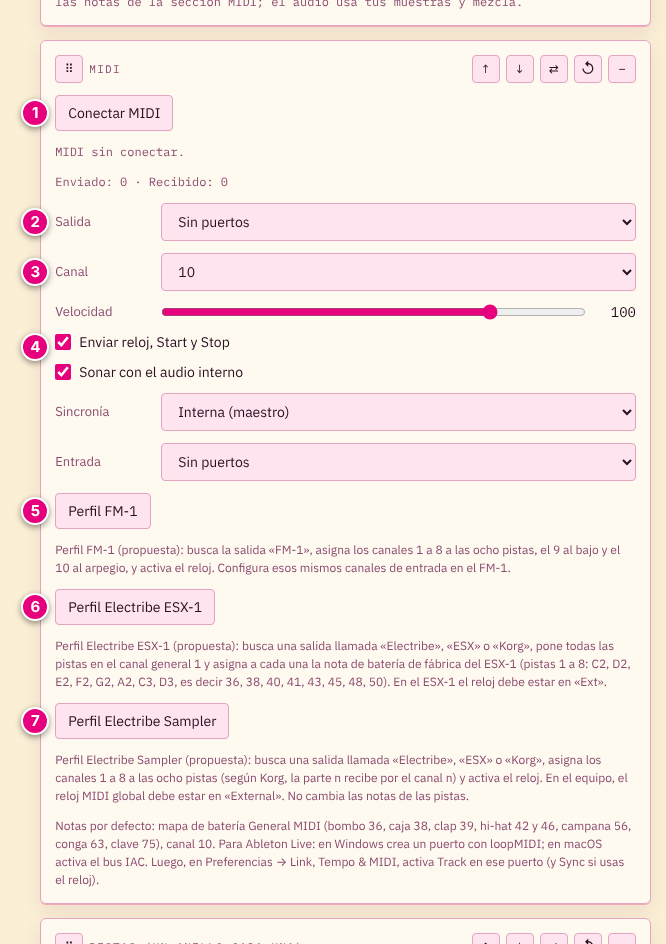 las notas de la sección MIDI; el audio usa tus muestras y mezcla.
MIDI
↑ ↓ ⇄ ↺ −
1 Conectar MIDI
MIDI sin conectar.
Enviado: 0 · Recibido: 0
2 Salida Sin puertos
3 Canal 10
Velocidad 100
4 Enviar reloj, Start y Stop
Sonar con el audio interno
Sincronía Interna (maestro)
Entrada Sin puertos
5 Perfil FM-1
Perfil FM-1 (propuesta): busca la salida «FM-1», asigna los canales 1 a 8 a las ocho pistas, el 9 al bajo y el
10 al arpegio, y activa el reloj. Configura esos mismos canales de entrada en el FM-1.
6 Perfil Electribe ESX-1
Perfil Electribe ESX-1 (propuesta): busca una salida llamada «Electribe», «ESX» o «Korg», pone todas las
pistas en el canal general 1 y asigna a cada una la nota de batería de fábrica del ESX-1 (pistas 1 a 8: C2, D2,
E2, F2, G2, A2, C3, D3, es decir 36, 38, 40, 41, 43, 45, 48, 50). En el ESX-1 el reloj debe estar en «Ext».
7 Perfil Electribe Sampler
Perfil Electribe Sampler (propuesta): busca una salida llamada «Electribe», «ESX» o «Korg», asigna los
canales 1 a 8 a las ocho pistas (según Korg, la parte n recibe por el canal n) y activa el reloj. En el equipo, el
reloj MIDI global debe estar en «External». No cambia las notas de las pistas.
Notas por defecto: mapa de batería General MIDI (bombo 36, caja 38, clap 39, hi-hat 42 y 46, campana 56,
conga 63, clave 75), canal 10. Para Ableton Live: en Windows crea un puerto con loopMIDI; en macOS
activa el bus IAC. Luego, en Preferencias → Link, Tempo & MIDI, activa Track en ese puerto (y Sync si usas
el reloj).